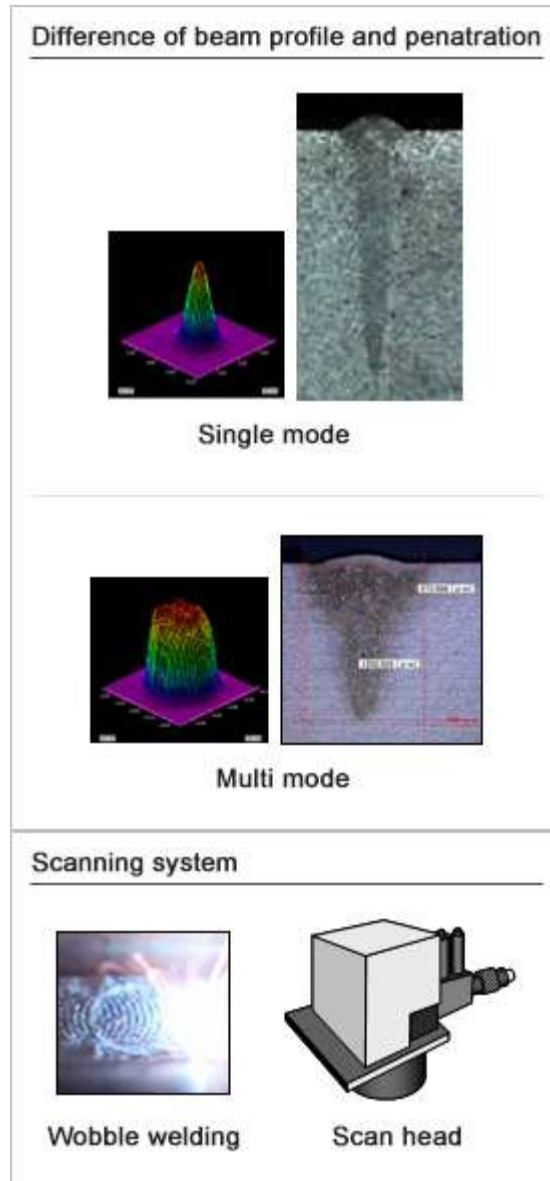 Difference of beam profile and penatration
Single mode
Multi mode
Scanning system
Wobble welding
Scan head